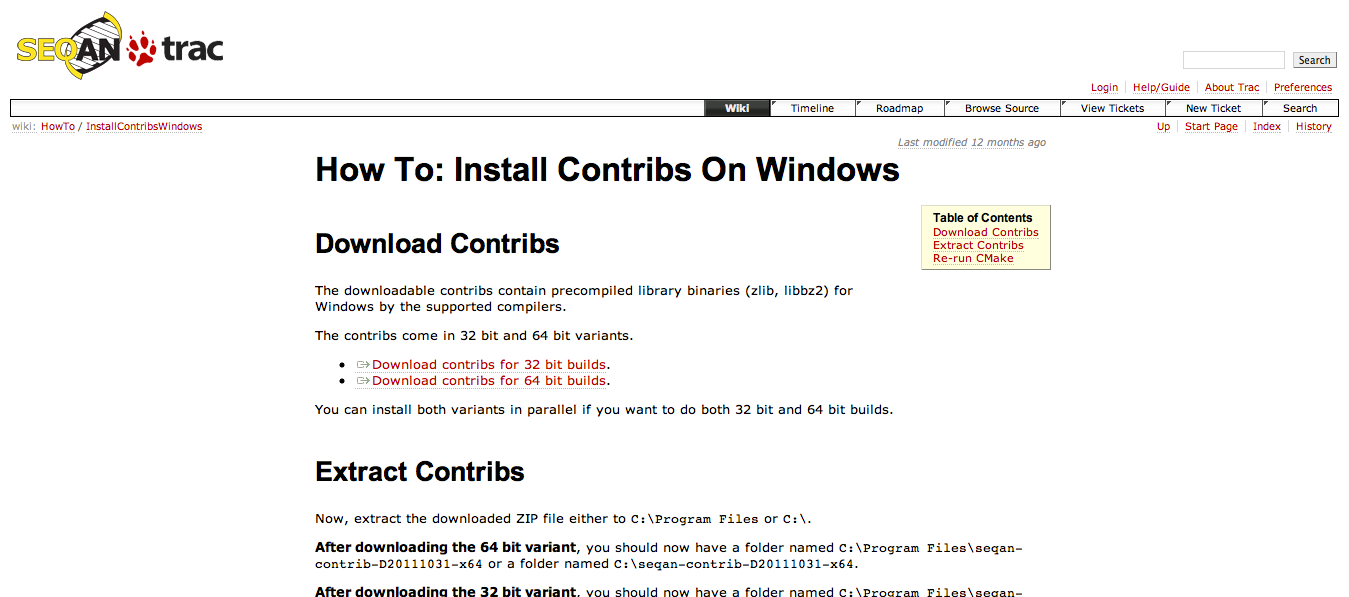 SEQAN trac
Search
Login Help/Guide About Trac Preferences
Wiki Timeline Roadmap Browse Source View Tickets New Ticket Search
wiki: HowTo / InstallContribsWindows
Up Start Page Index History
Last modified 12 months ago
How To: Install Contribs On Windows
Table of Contents
Download Contribs
Extract Contribs
Re-run CMake
Download Contribs
The downloadable contribs contain precompiled library binaries (zlib, libbz2) for
Windows by the supported compilers.
The contribs come in 32 bit and 64 bit variants.
• Download contribs for 32 bit builds.
• Download contribs for 64 bit builds.
You can install both variants in parallel if you want to do both 32 bit and 64 bit builds.
Extract Contribs
Now, extract the downloaded ZIP file either to C:\Program Files or C:\.
After downloading the 64 bit variant, you should now have a folder named C:\Program Files\seqan-
contrib-D20111031-x64 or a folder named C:\seqan-contrib-D20111031-x64.
After downloading the 32 bit variant, you should now have a folder named C:\Program Files\seqan-